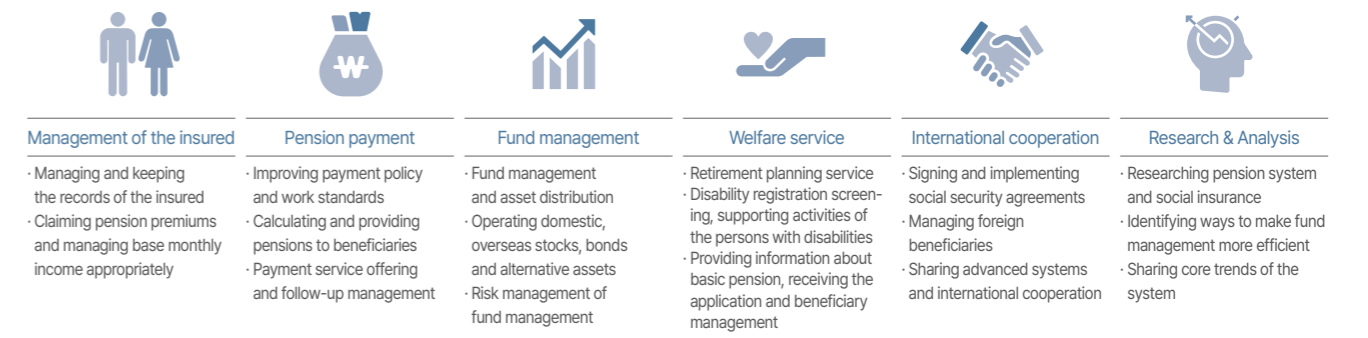 ₩
Management of the insured
· Managing and keeping
the records of the insured
· Claiming pension premiums
and managing base monthly
income appropriately
Pension payment
· Improving payment policy
and work standards
· Calculating and providing
pensions to beneficiaries
· Payment service offering
and follow-up management
Fund management
· Fund management
and asset distribution
· Operating domestic,
overseas stocks, bonds
and alternative assets
· Risk management of
fund management
Welfare service
· Retirement planning service
· Disability registration screen-
ing, supporting activities of
the persons with disabilities
· Providing information about
basic pension, receiving the
application and beneficiary
management
International cooperation
· Signing and implementing
social security agreements
· Managing foreign
beneficiaries
· Sharing advanced systems
and international cooperation
Research & Analysis
· Researching pension system
and social insurance
· Identifying ways to make fund
management more efficient
· Sharing core trends of the
system